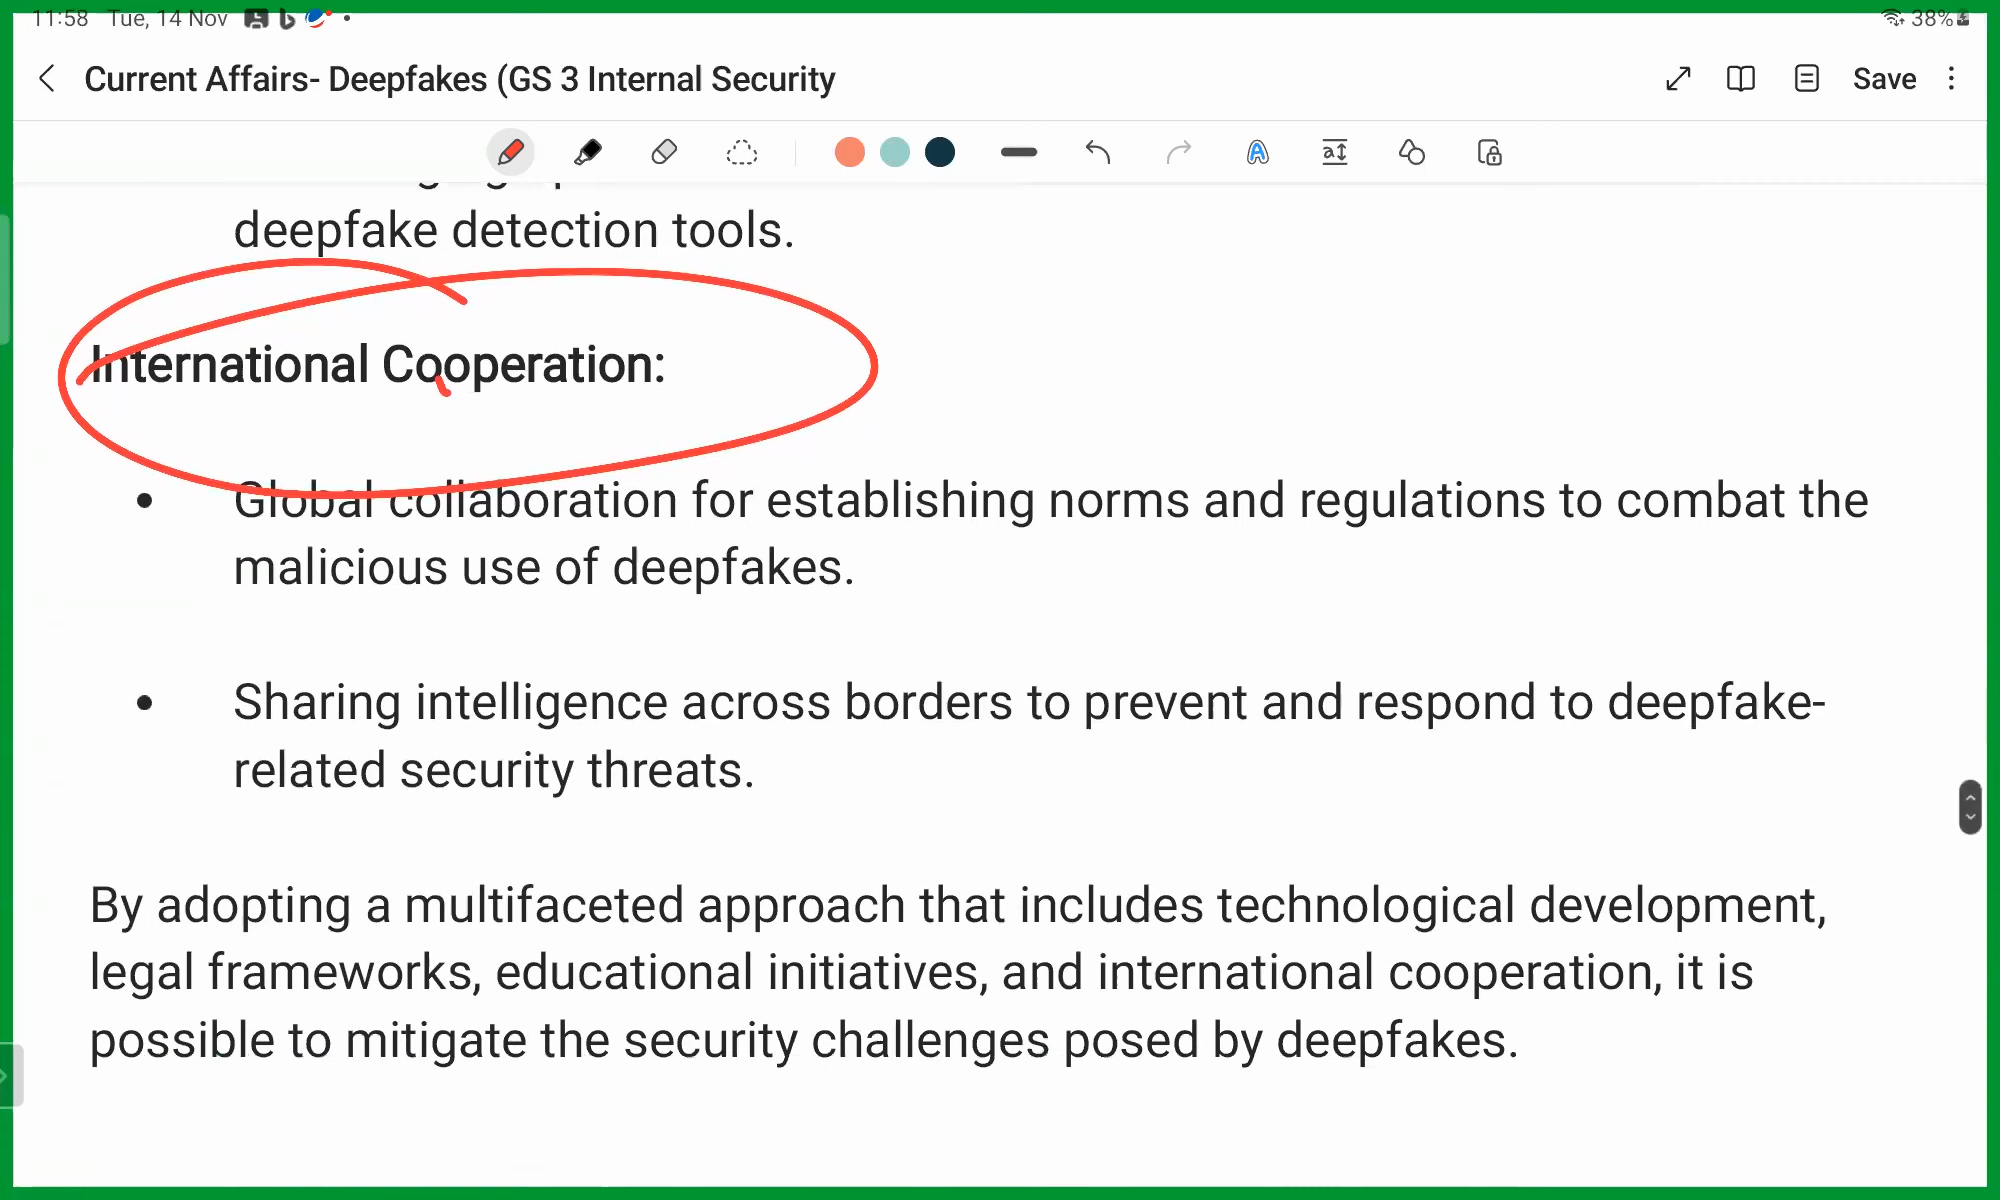 11:58 Tue, 14 Nov
38%
Current Affairs- Deepfakes (GS 3 Internal Security
Save
deepfake detection tools.
International Cooperation:
• Global collaboration for establishing norms and regulations to combat the
malicious use of deepfakes.
• Sharing intelligence across borders to prevent and respond to deepfake-
related security threats.
By adopting a multifaceted approach that includes technological development,
legal frameworks, educational initiatives, and international cooperation, it is
possible to mitigate the security challenges posed by deepfakes.